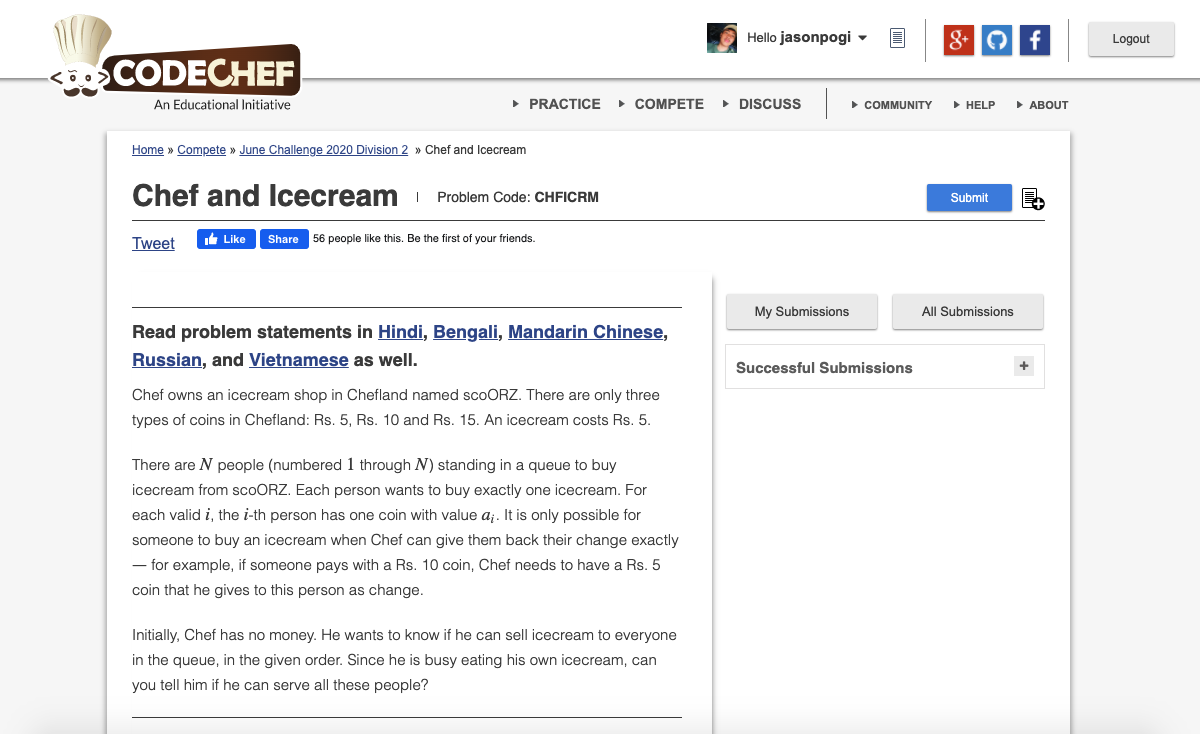 CODECHEF
An Educational Initiative
Hello jasonpogi
g+
f
Logout
PRACTICE COMPETE DISCUSS COMMUNITY HELP ABOUT
Home » Compete » June Challenge 2020 Division 2 » Chef and Icecream
Chef and Icecream | Problem Code: CHFICRM
Submit
Tweet Like Share 56 people like this. Be the first of your friends.
Read problem statements in Hindi, Bengali, Mandarin Chinese,
Russian, and Vietnamese as well.
Chef owns an icecream shop in Chefland named scoORZ. There are only three
types of coins in Chefland: Rs. 5, Rs. 10 and Rs. 15. An icecream costs Rs. 5.
There are N people (numbered 1 through N) standing in a queue to buy
icecream from scoORZ. Each person wants to buy exactly one icecream. For
each valid i, the i-th person has one coin with value aᵢ. It is only possible for
someone to buy an icecream when Chef can give them back their change exactly
— for example, if someone pays with a Rs. 10 coin, Chef needs to have a Rs. 5
coin that he gives to this person as change.
Initially, Chef has no money. He wants to know if he can sell icecream to everyone
in the queue, in the given order. Since he is busy eating his own icecream, can
you tell him if he can serve all these people?
My Submissions All Submissions
Successful Submissions +